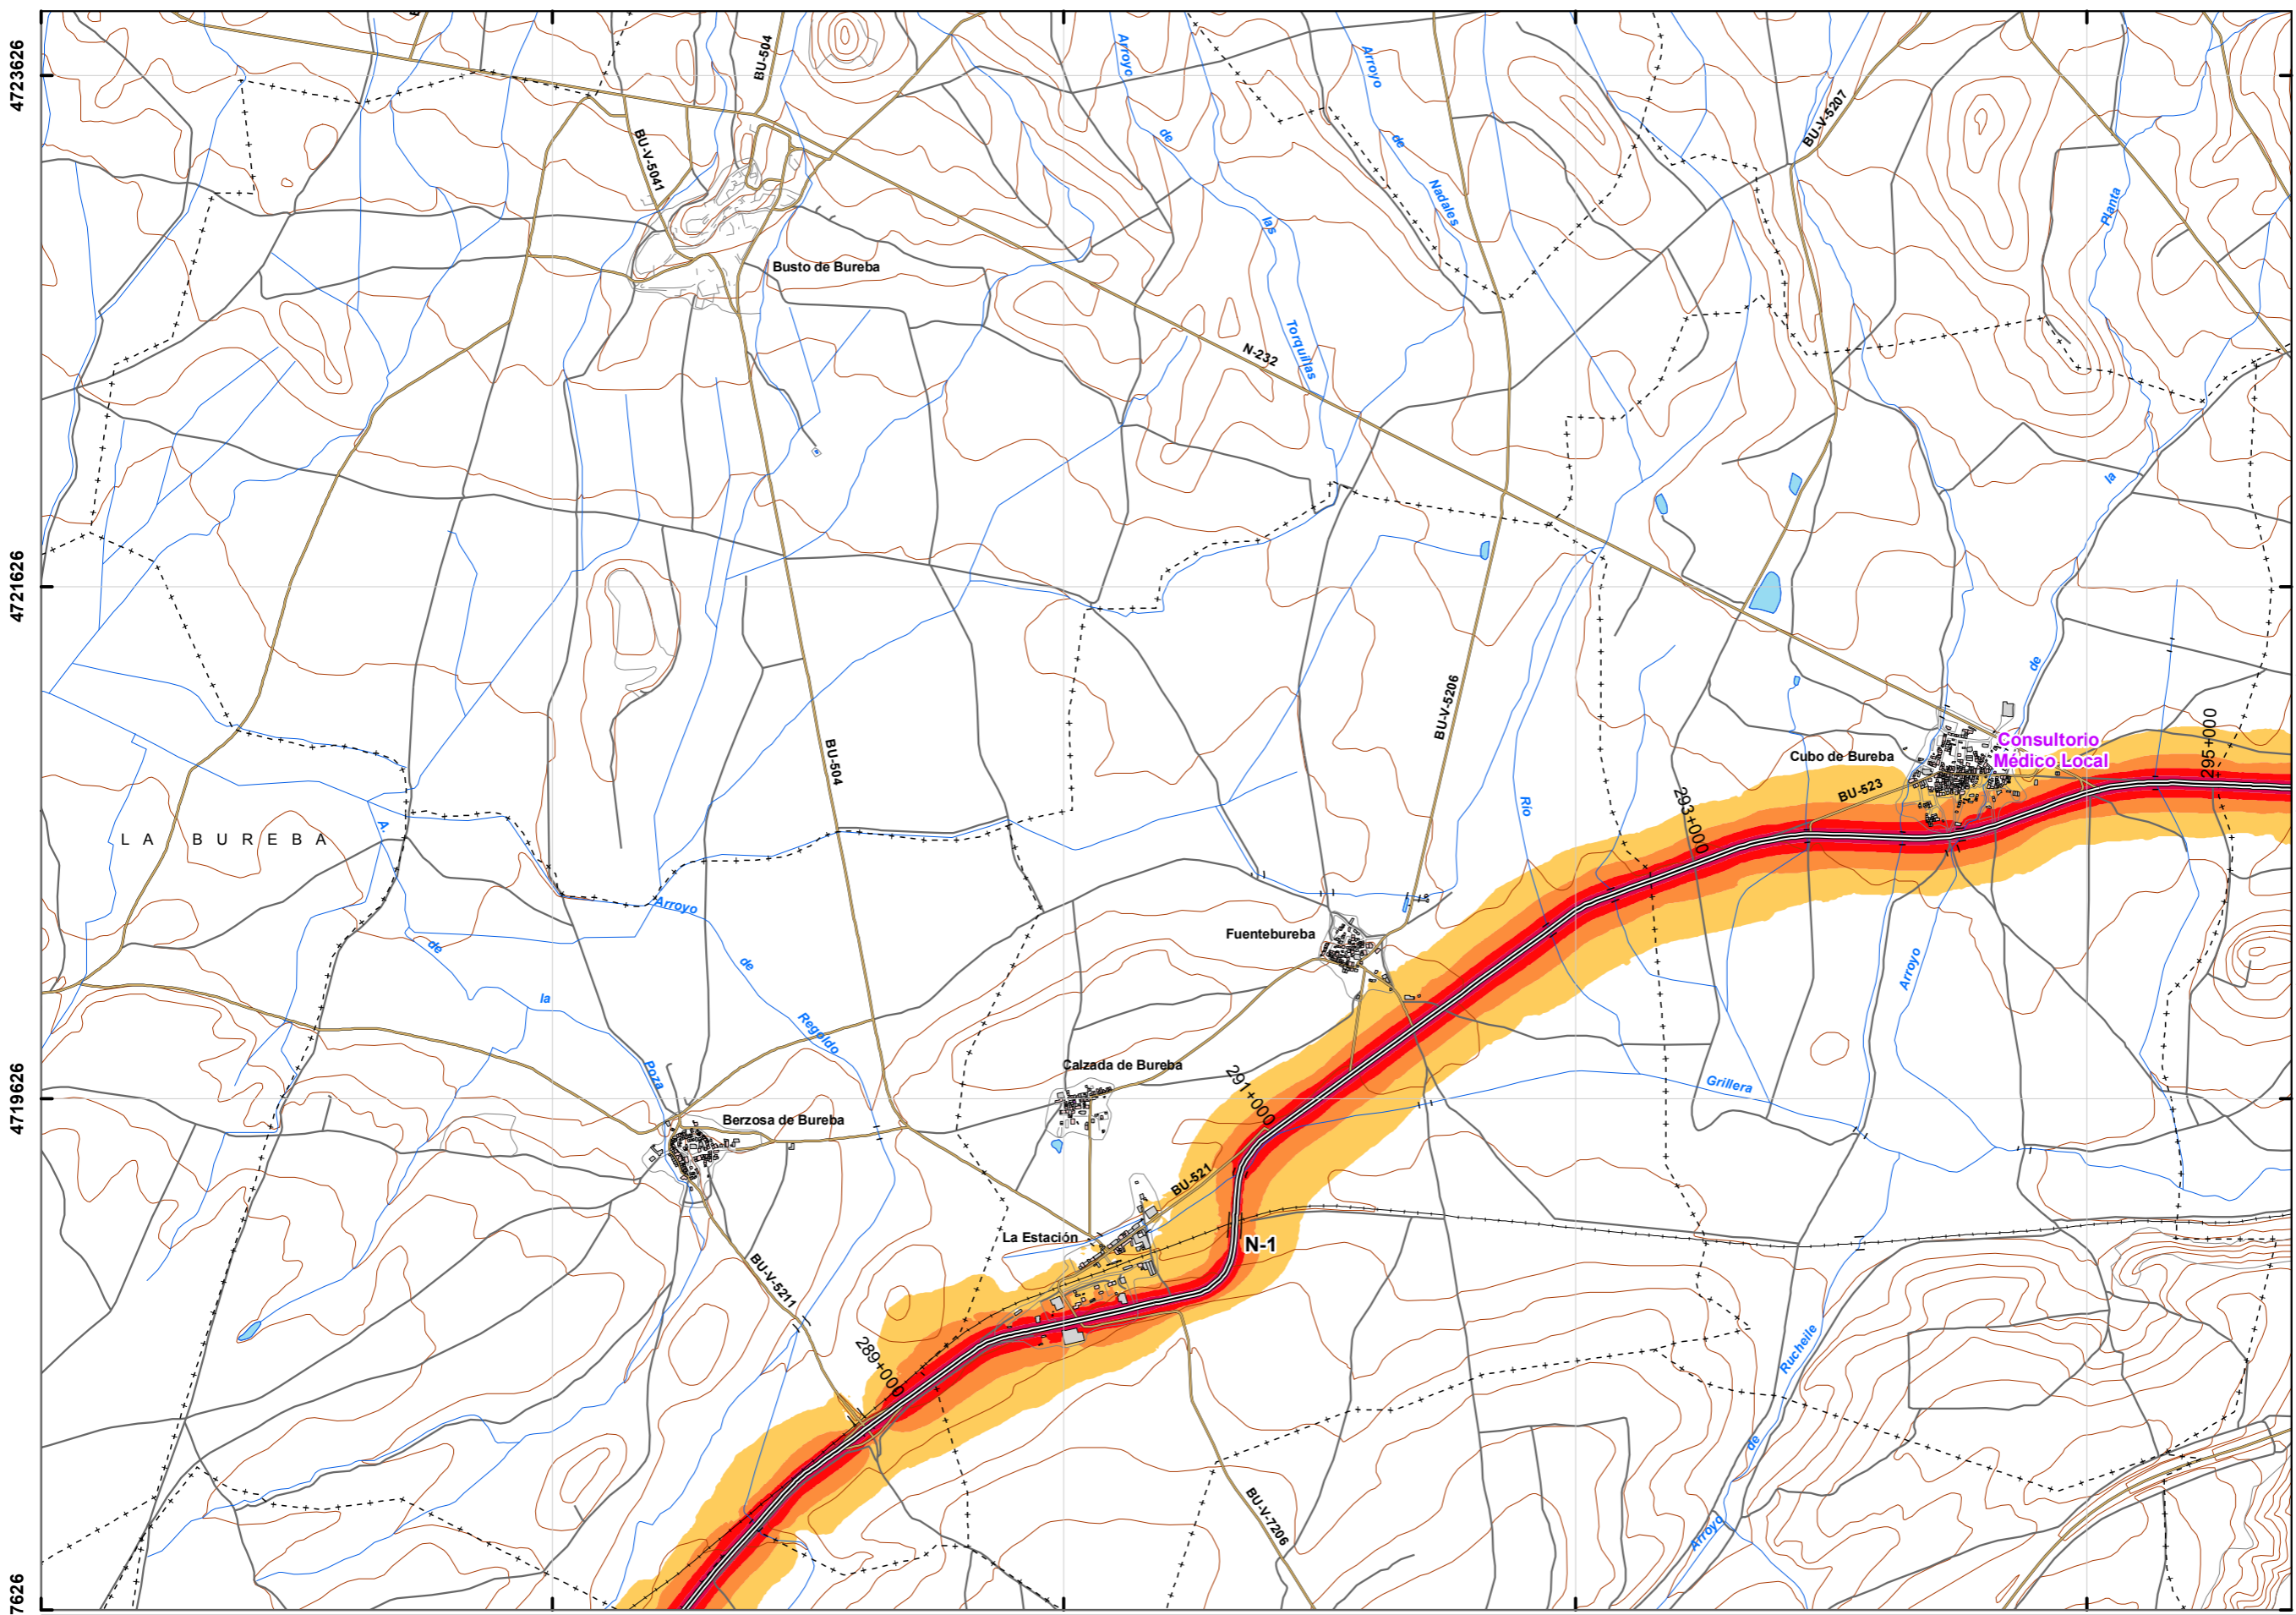 4723626
4721626
4719626
7626
BU-504
BU-V-5041
Busto de Bureba
Arroyo
de
las
Torquillas
Arroyo
de
Nadales
N-232
BU-V-5207
Planta
la
de
BU-V-5206
BU-504
LA BUREBA
A.
de
la
Poza
Arroyo
de
Regoldo
Río
Cubo de Bureba
Consultorio
Médico Local
BU-523
293+000
295+000
Fuentebureba
Arroyo
Calzada de Bureba
291+000
Grillera
Berzosa de Bureba
BU-521
La Estación
N-1
BU-V-5211
289+000
Rucheile
de
Arroyo
BU-V-7206